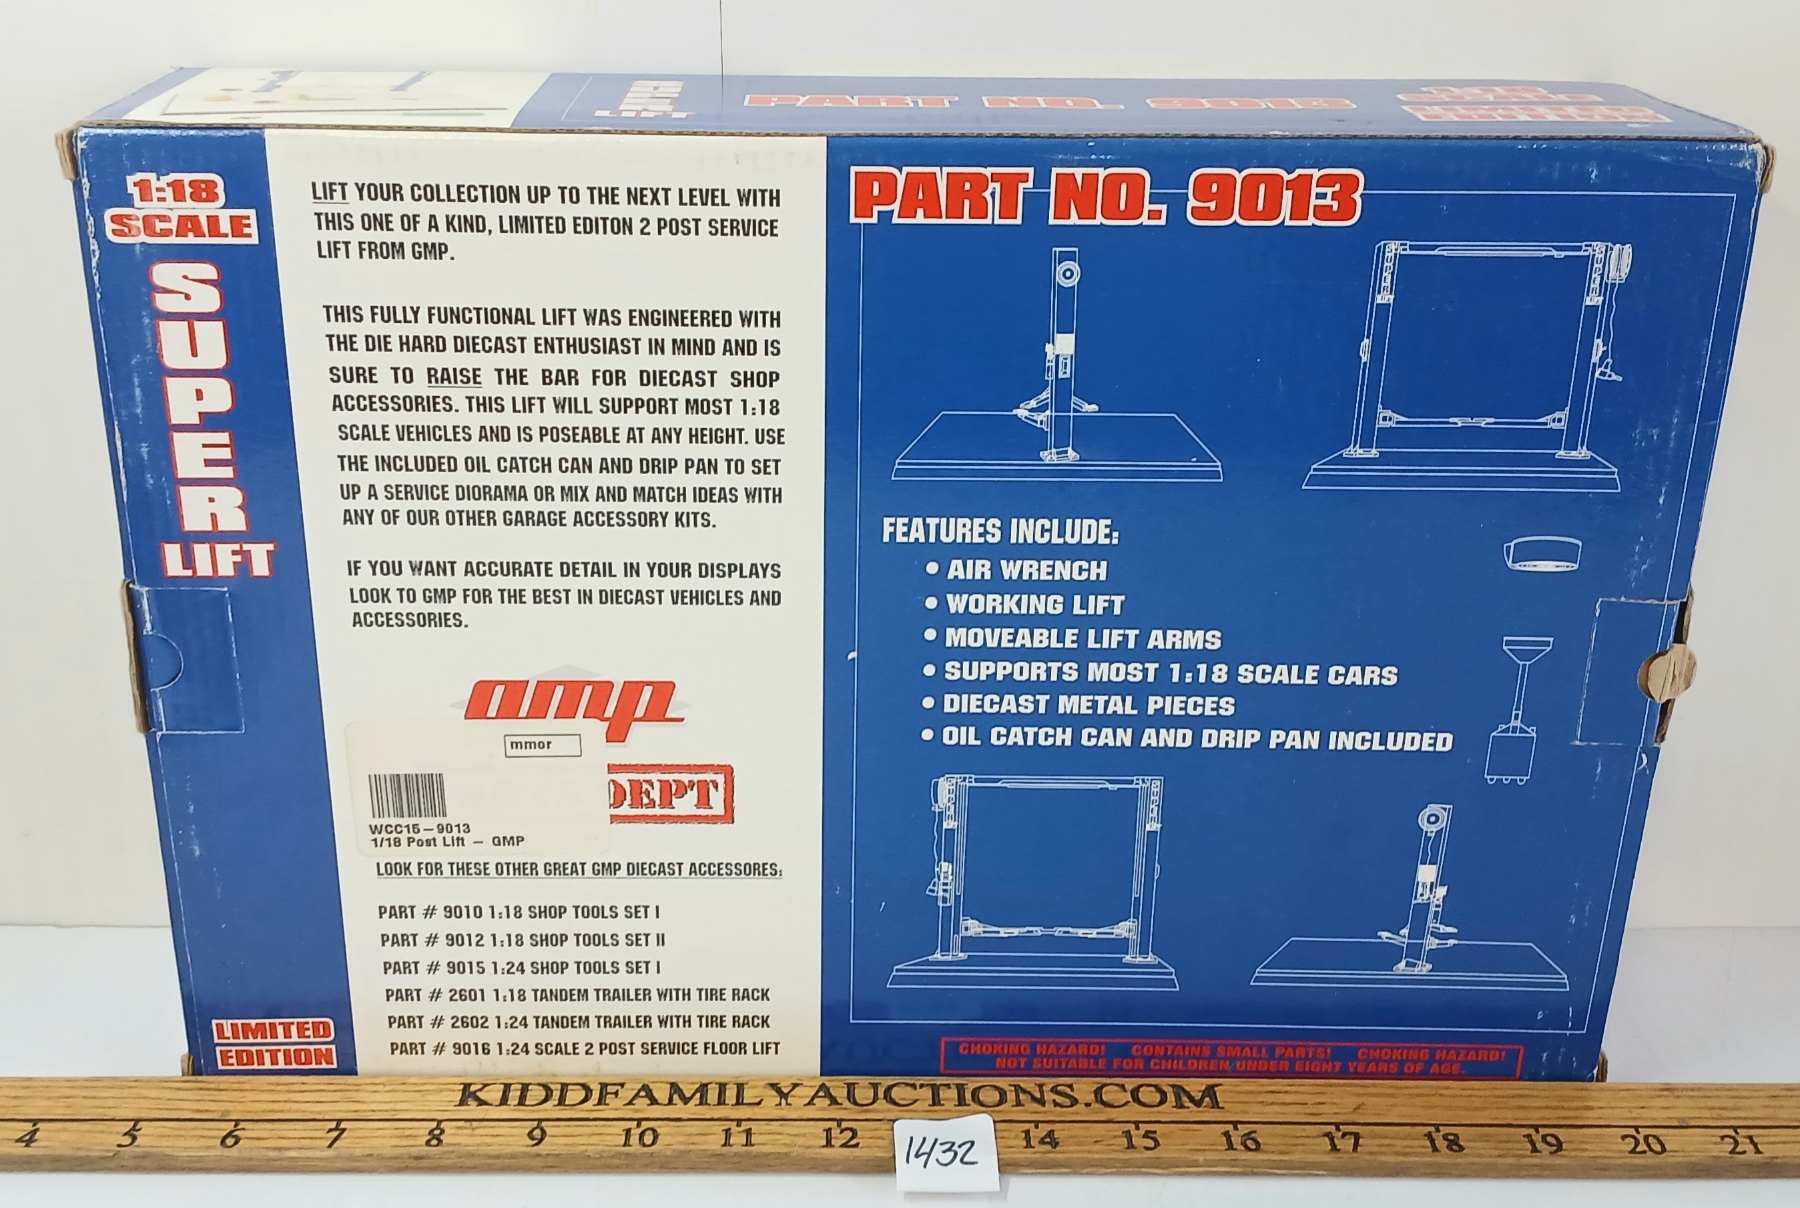 LIFT
PART NO. 9013
1:18
SCALE
LIMITED
EDITION
1:18
SCALE
SUPER
LIFT
LIMITED
EDITION
LIFT YOUR COLLECTION UP TO THE NEXT LEVEL WITH
THIS ONE OF A KIND, LIMITED EDITON 2 POST SERVICE
LIFT FROM GMP.
THIS FULLY FUNCTIONAL LIFT WAS ENGINEERED WITH
THE DIE HARD DIECAST ENTHUSIAST IN MIND AND IS
SURE TO RAISE THE BAR FOR DIECAST SHOP
ACCESSORIES. THIS LIFT WILL SUPPORT MOST 1:18
SCALE VEHICLES AND IS POSEABLE AT ANY HEIGHT. USE
THE INCLUDED OIL CATCH CAN AND DRIP PAN TO SET
UP A SERVICE DIORAMA OR MIX AND MATCH IDEAS WITH
ANY OF OUR OTHER GARAGE ACCESSORY KITS.
IF YOU WANT ACCURATE DETAIL IN YOUR DISPLAYS
LOOK TO GMP FOR THE BEST IN DIECAST VEHICLES AND
ACCESSORIES.
gmp
mmor
DEPT
WCC15-9013
1/18 Post Lift - GMP
LOOK FOR THESE OTHER GREAT GMP DIECAST ACCESSORES:
PART # 9010 1:18 SHOP TOOLS SET I
PART # 9012 1:18 SHOP TOOLS SET II
PART # 9015 1:24 SHOP TOOLS SET I
PART # 2601 1:18 TANDEM TRAILER WITH TIRE RACK
PART # 2602 1:24 TANDEM TRAILER WITH TIRE RACK
PART # 9016 1:24 SCALE 2 POST SERVICE FLOOR LIFT
PART NO. 9013
FEATURES INCLUDE:
• AIR WRENCH
• WORKING LIFT
• MOVEABLE LIFT ARMS
• SUPPORTS MOST 1:18 SCALE CARS
• DIECAST METAL PIECES
• OIL CATCH CAN AND DRIP PAN INCLUDED
CHOKING HAZARD! CONTAINS SMALL PARTS! CHOKING HAZARD!
NOT SUITABLE FOR CHILDREN UNDER EIGHT YEARS OF AGE.
KIDDFAMILYAUCTIONS.COM
4 5 6 7 8 9 10 11 12 14 15 16 17 18 19 20 21
1432